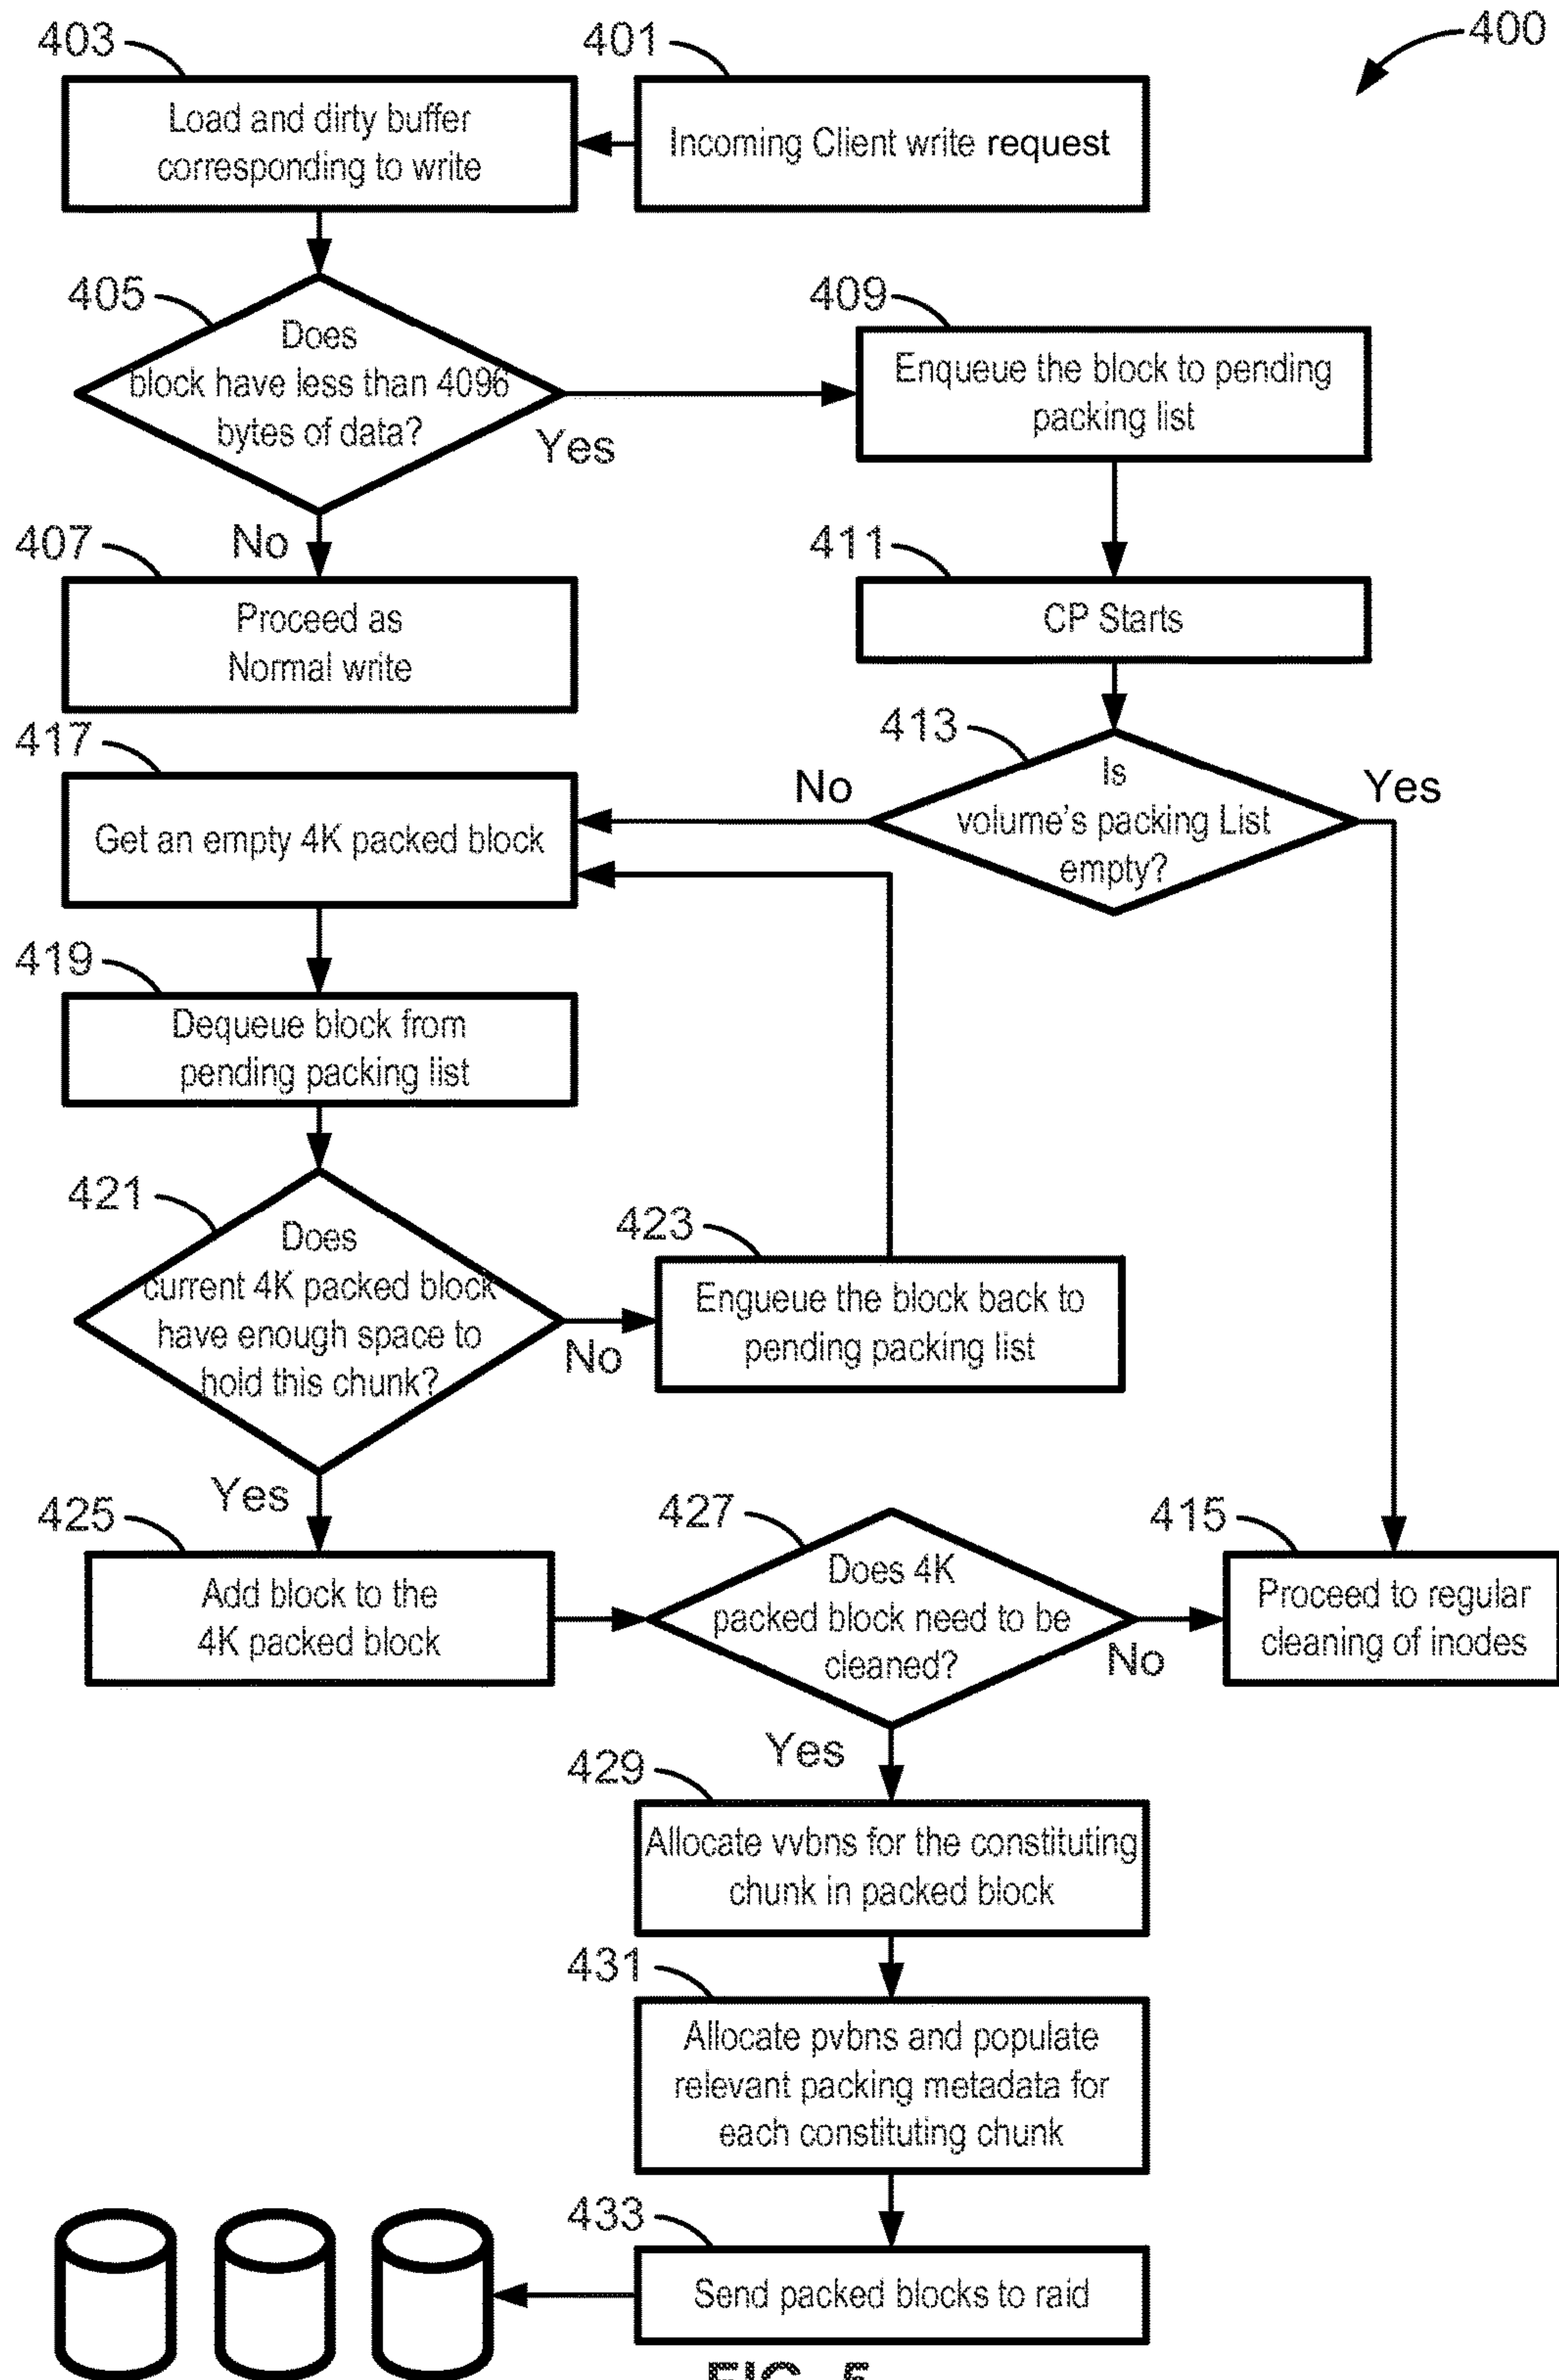 400
403
401
Load and dirty buffer
corresponding to write
Incoming Client write request
405
Does
block have less than 4096
bytes of data?
Yes
No
409
Enqueue the block to pending
packing list
407
Proceed as
Normal write
411
CP Starts
413
Is
volume's packing List
empty?
No
Yes
417
Get an empty 4K packed block
419
Dequeue block from
pending packing list
421
Does
current 4K packed block
have enough space to
hold this chunk?
No
Yes
423
Engueue the block back to
pending packing list
425
Add block to the
4K packed block
427
Does 4K
packed block need to be
cleaned?
No
Yes
415
Proceed to regular
cleaning of inodes
429
Allocate vvbns for the constituting
chunk in packed block
431
Allocate pvbns and populate
relevant packing metadata for
each constituting chunk
433
Send packed blocks to raid
FIG. 5